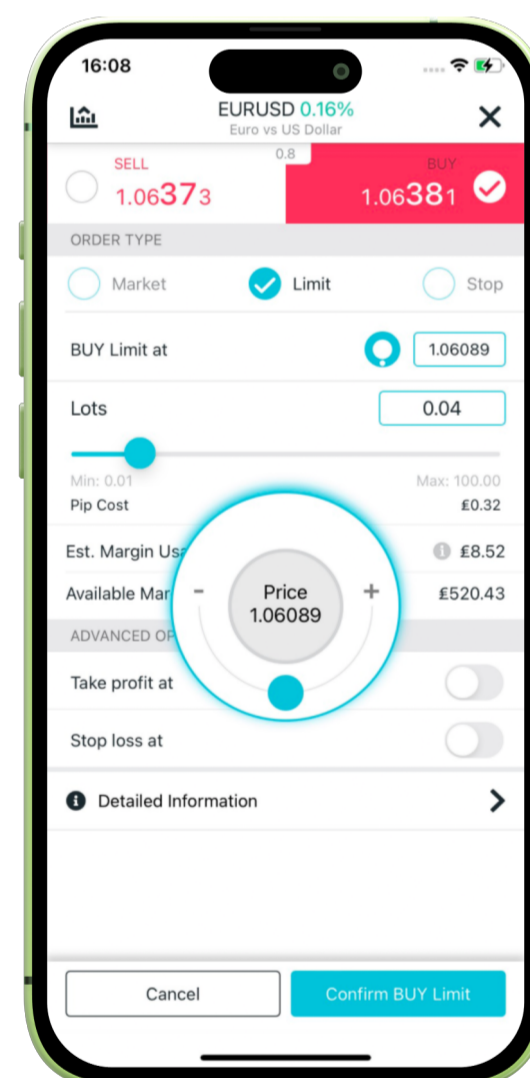 16:08
EURUSD 0.16%
Euro vs US Dollar
SELL 0.8 BUY
1.06373 1.06381
ORDER TYPE
Market Limit Stop
BUY Limit at 1.06089
Lots 0.04
Min: 0.01 Max: 100.00
Pip Cost £0.32
Est. Margin Usa £8.52
Available Mar £520.43
- Price +
1.06089
ADVANCED OP
Take profit at
Stop loss at
Detailed Information
Cancel Confirm BUY Limit